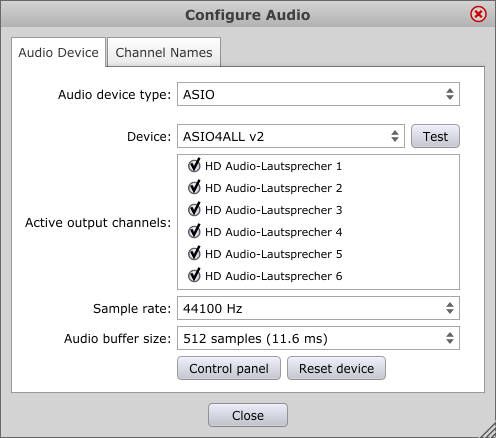 Configure Audio
Audio Device
Channel Names
Audio device type: ASIO
Device: ASIO4ALL v2 Test
Active output channels:
HD Audio-Lautsprecher 1
HD Audio-Lautsprecher 2
HD Audio-Lautsprecher 3
HD Audio-Lautsprecher 4
HD Audio-Lautsprecher 5
HD Audio-Lautsprecher 6
Sample rate: 44100 Hz
Audio buffer size: 512 samples (11.6 ms)
Control panel Reset device
Close